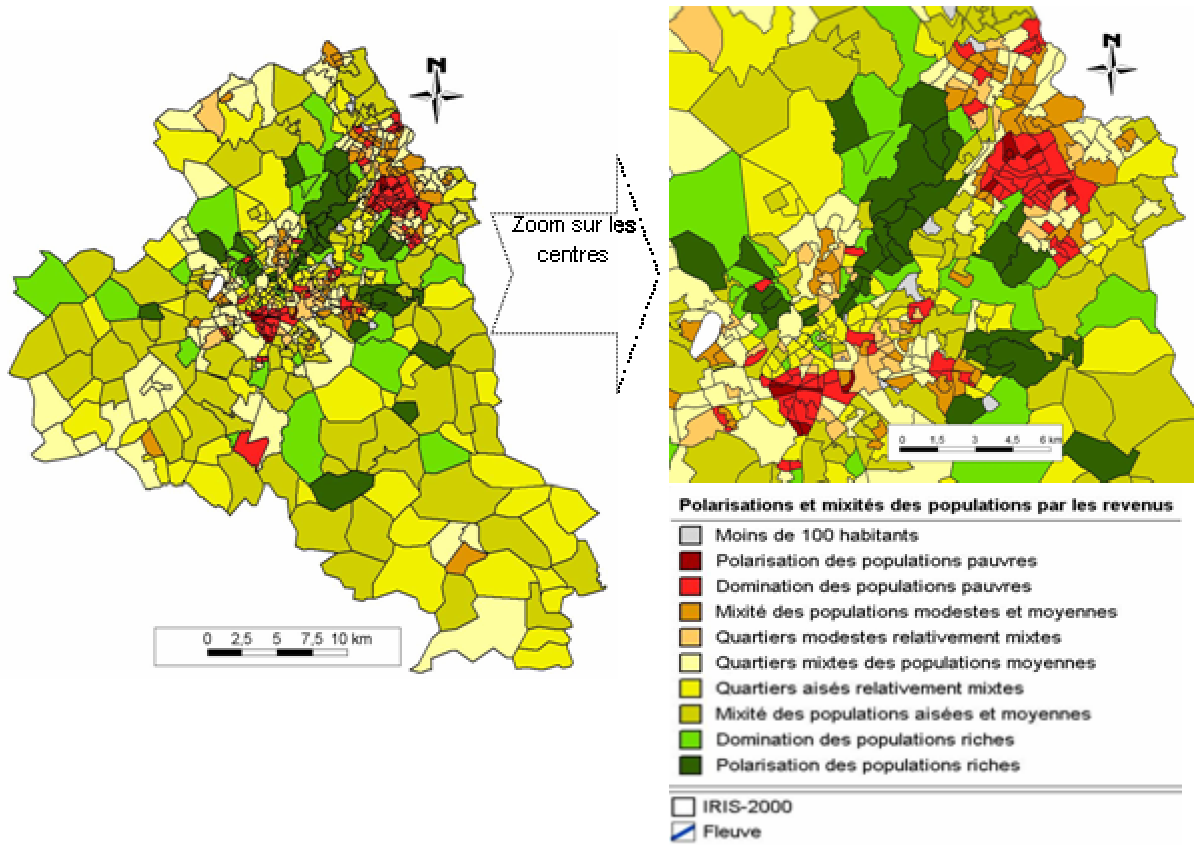 N
N
Zoom sur les
centres
0 1,5 3 4,5 6 km
0 2,5 5 7,5 10 km
Polarisations et mixités des populations par les revenus
Moins de 100 habitants
Polarisation des populations pauvres
Domination des populations pauvres
Mixité des populations modestes et moyennes
Quartiers modestes relativement mixtes
Quartiers mixtes des populations moyennes
Quartiers aisés relativement mixtes
Mixité des populations aisées et moyennes
Domination des populations riches
Polarisation des populations riches
IRIS-2000
Fleuve